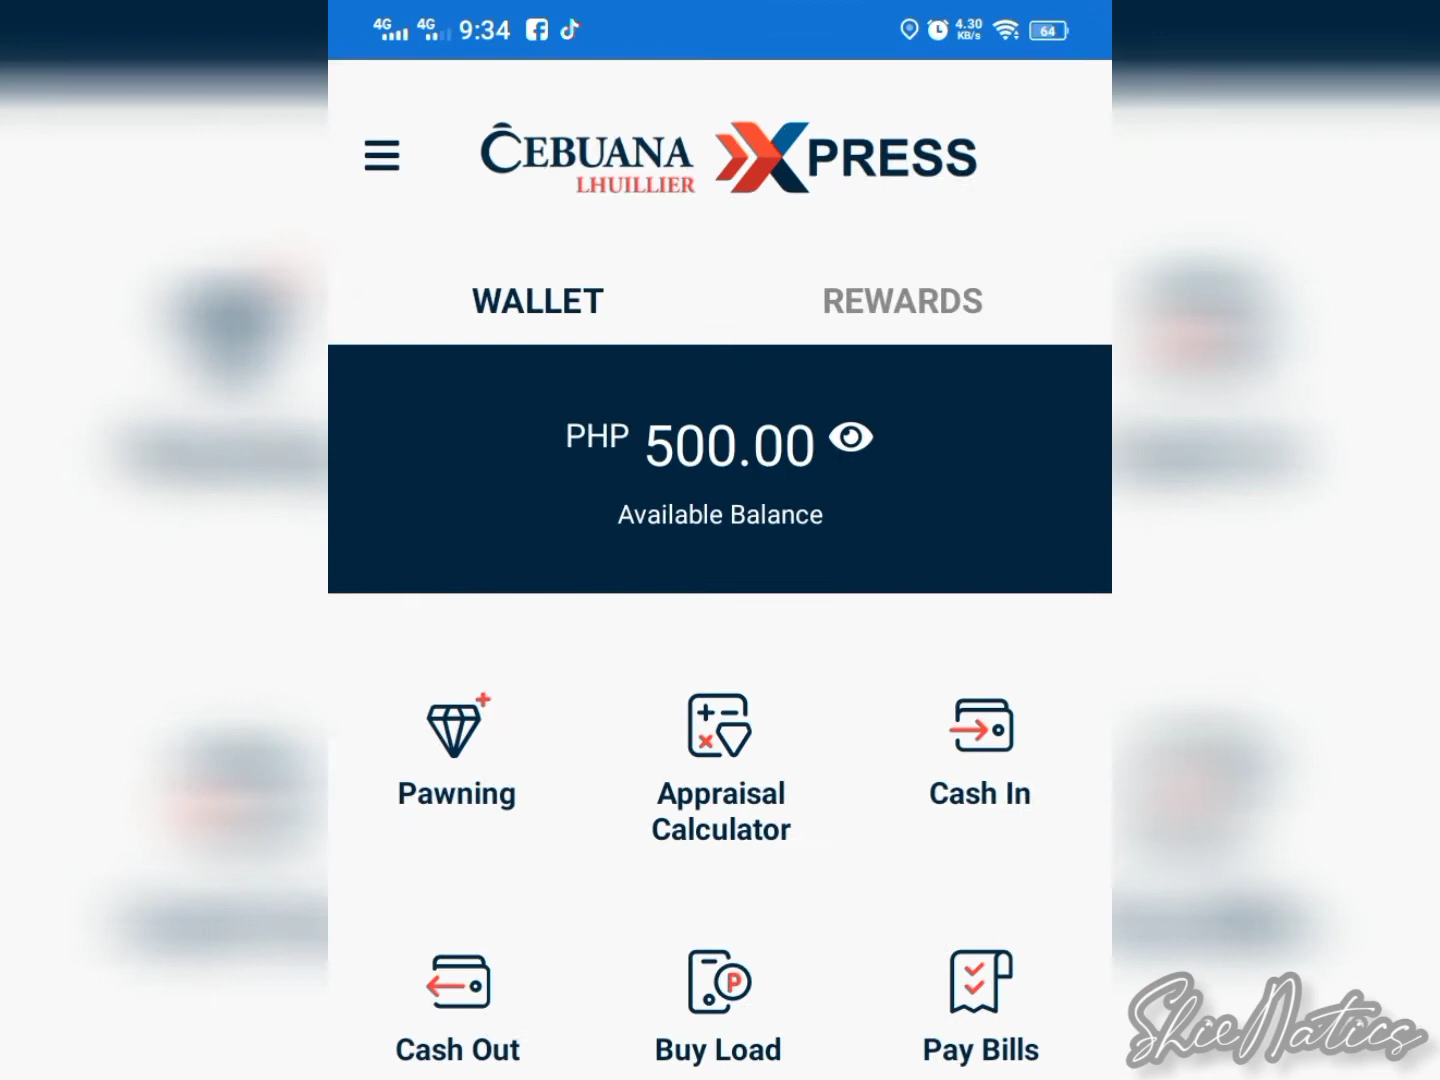 4G 4G 9:34 4.30 KB/s 64
CEBUANA LHUILLIER XPRESS
WALLET REWARDS
PHP 500.00
Available Balance
Pawning Appraisal Calculator Cash In
Cash Out Buy Load Pay Bills
SkieNatics